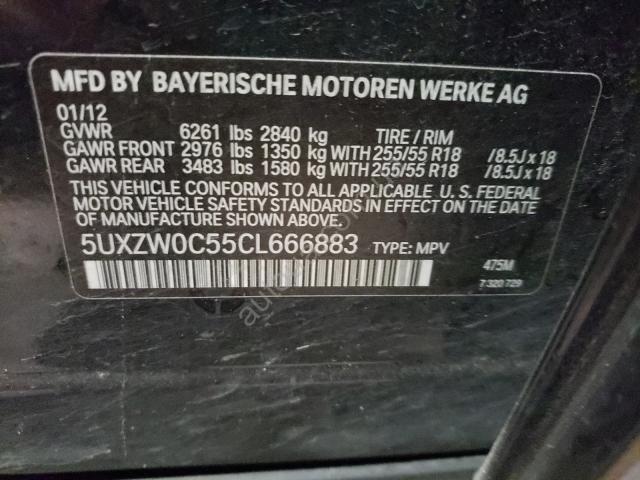 MFD BY BAYERISCHE MOTOREN WERKE AG
01/12
GVWR 6261 lbs 2840 kg TIRE / RIM
GAWR FRONT 2976 lbs 1350 kg WITH 255/55 R18 /8.5J x 18
GAWR REAR 3483 lbs 1580 kg WITH 255/55 R18 /8.5J x 18
THIS VEHICLE CONFORMS TO ALL APPLICABLE U. S. FEDERAL
MOTOR VEHICLE SAFETY STANDARDS IN EFFECT ON THE DATE OF
MANUFACTURE SHOWN ABOVE.
5UXZW0C55CL666883 TYPE: MPV
475M
7 320 729